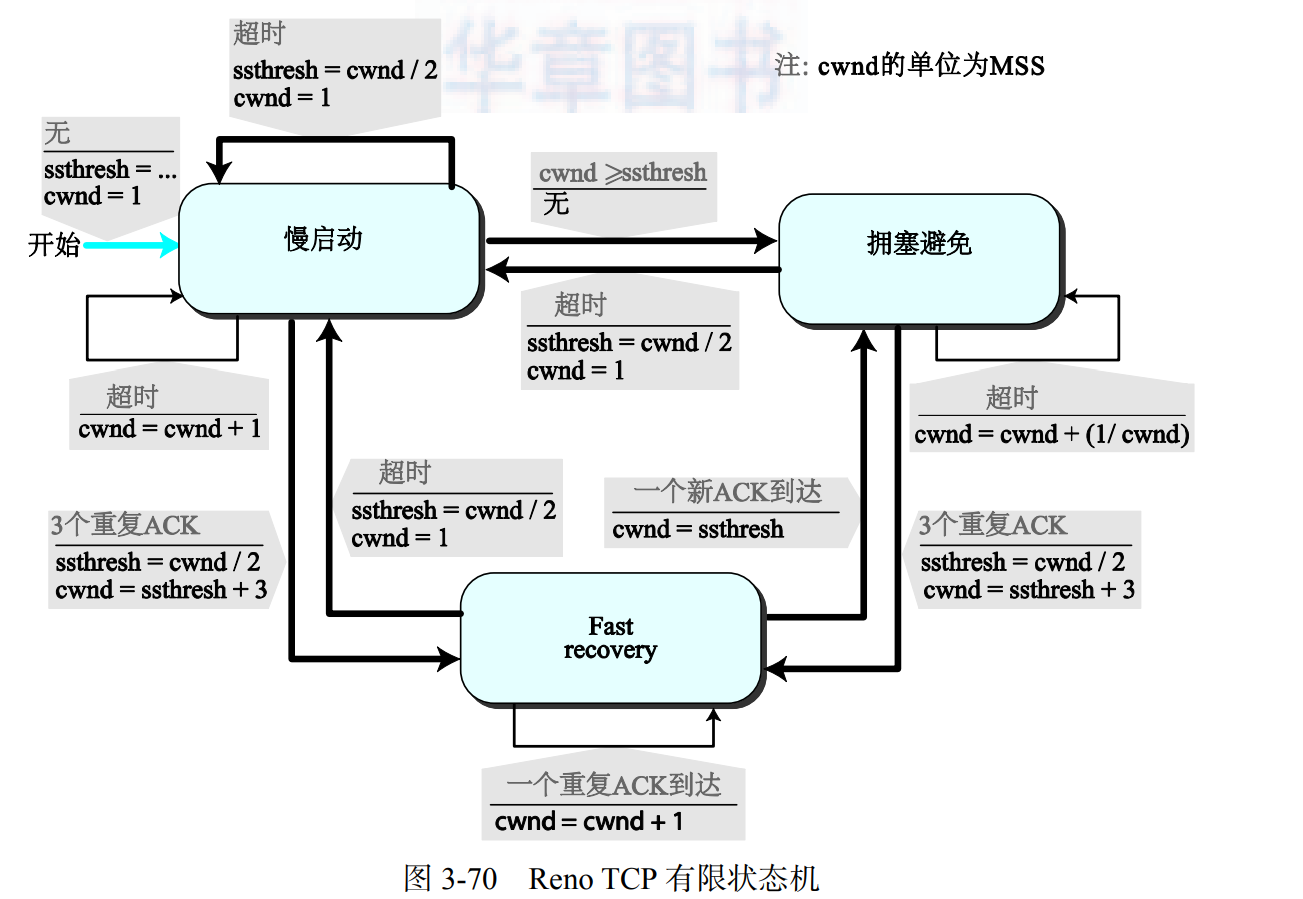 华章图书
超时
ssthresh = cwnd / 2
cwnd = 1
注: cwnd的单位为MSS
无
ssthresh = ...
cwnd = 1
开始
慢启动
cwnd ⩾ssthresh
无
拥塞避免
超时
ssthresh = cwnd / 2
cwnd = 1
超时
cwnd = cwnd + 1
超时
cwnd = cwnd + (1/ cwnd)
超时
ssthresh = cwnd / 2
cwnd = 1
一个新ACK到达
cwnd = ssthresh
3个重复ACK
ssthresh = cwnd / 2
cwnd = ssthresh + 3
3个重复ACK
ssthresh = cwnd / 2
cwnd = ssthresh + 3
Fast
recovery
一个重复ACK到达
cwnd = cwnd + 1
图 3-70 Reno TCP 有限状态机